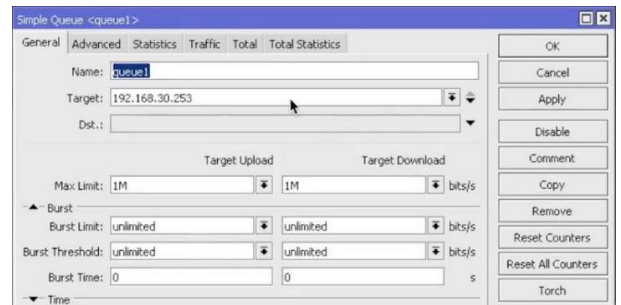 Simple Queue <queue1>
General Advanced Statistics Traffic Total Total Statistics
OK
Name: queue1
Cancel
Target: 192.168.30.253
Apply
Dst.:
Disable
Target Upload Target Download
Comment
Max Limit: 1M 1M bits/s
Copy
Burst
Remove
Burst Limit: unlimited unlimited bits/s
Reset Counters
Burst Threshold: unlimited unlimited bits/s
Reset All Counters
Burst Time: 0 0 s
Torch
Time